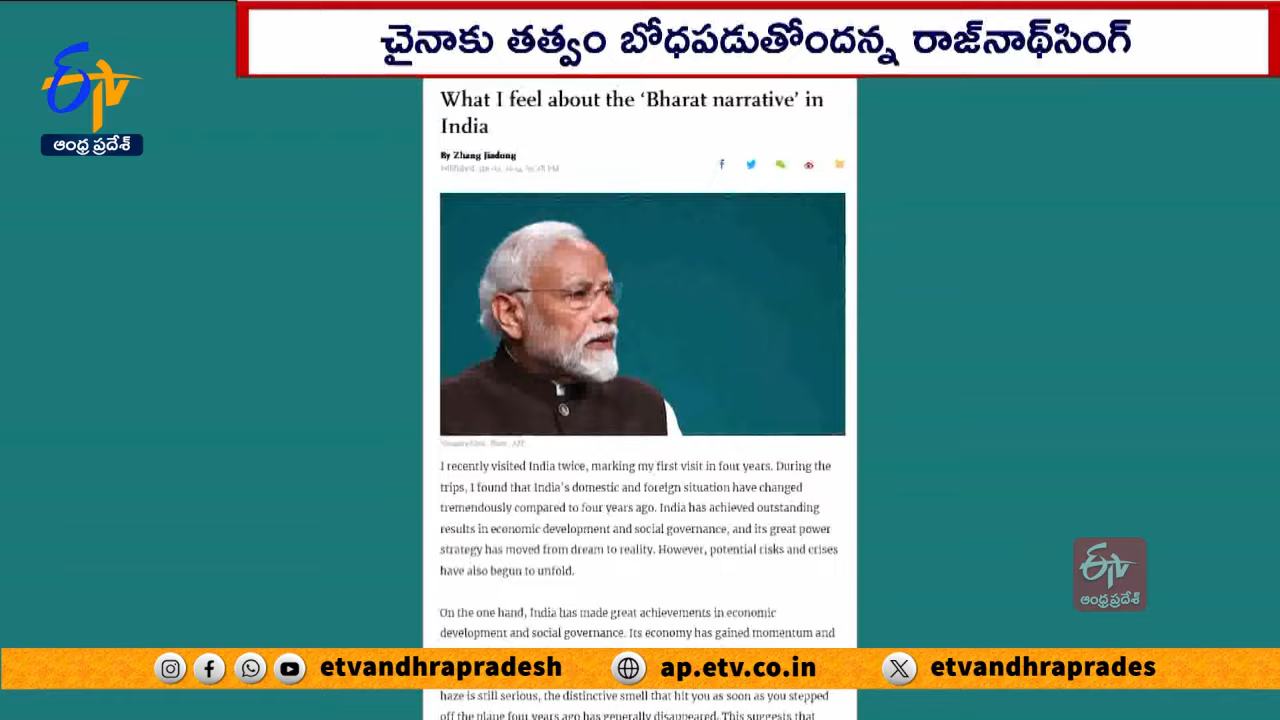 చైనాకు తత్వం బోధపడుతోందన్న రాజ్‌నాథ్‌సింగ్
ఈtv
ఆంధ్ర ప్రదేశ్
What I feel about the ‘Bharat narrative’ in
India
By Zhang Jiadong
I recently visited India twice, marking my first visit in four years. During the
trips, I found that India's domestic and foreign situation have changed
tremendously compared to four years ago. India has achieved outstanding
results in economic development and social governance, and its great power
strategy has moved from dream to reality. However, potential risks and crises
have also begun to unfold.
On the one hand, India has made great achievements in economic
development and social governance. Its economy has gained momentum and
ఈtv
ఆంధ్రప్రదేశ్
etvandhrapradesh
ap.etv.co.in
etvandhraprades
haze is still serious, the distinctive smell that hit you as soon as you stepped
off the plane four years ago has generally disappeared. This suggests that